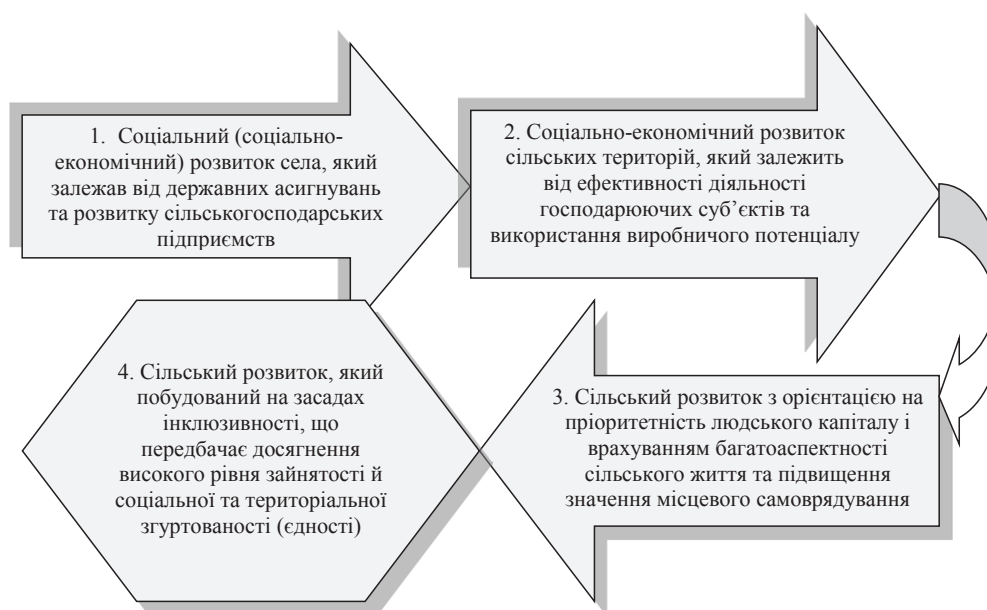 1. Соціальний (соціально-
економічний) розвиток села, який
залежав від державних асигнувань
та розвитку сільськогосподарських
підприємств
2. Соціально-економічний розвиток
сільських територій, який залежить
від ефективності діяльності
господарюючих суб’єктів та
використання виробничого потенціалу
3. Сільський розвиток з орієнтацією на
пріоритетність людського капіталу і
врахуванням багатоаспектності
сільського життя та підвищення
значення місцевого самоврядування
4. Сільський розвиток, який
побудований на засадах
інклюзивності, що
передбачає досягнення
високого рівня зайнятості й
соціальної та територіальної
згуртованості (єдності)